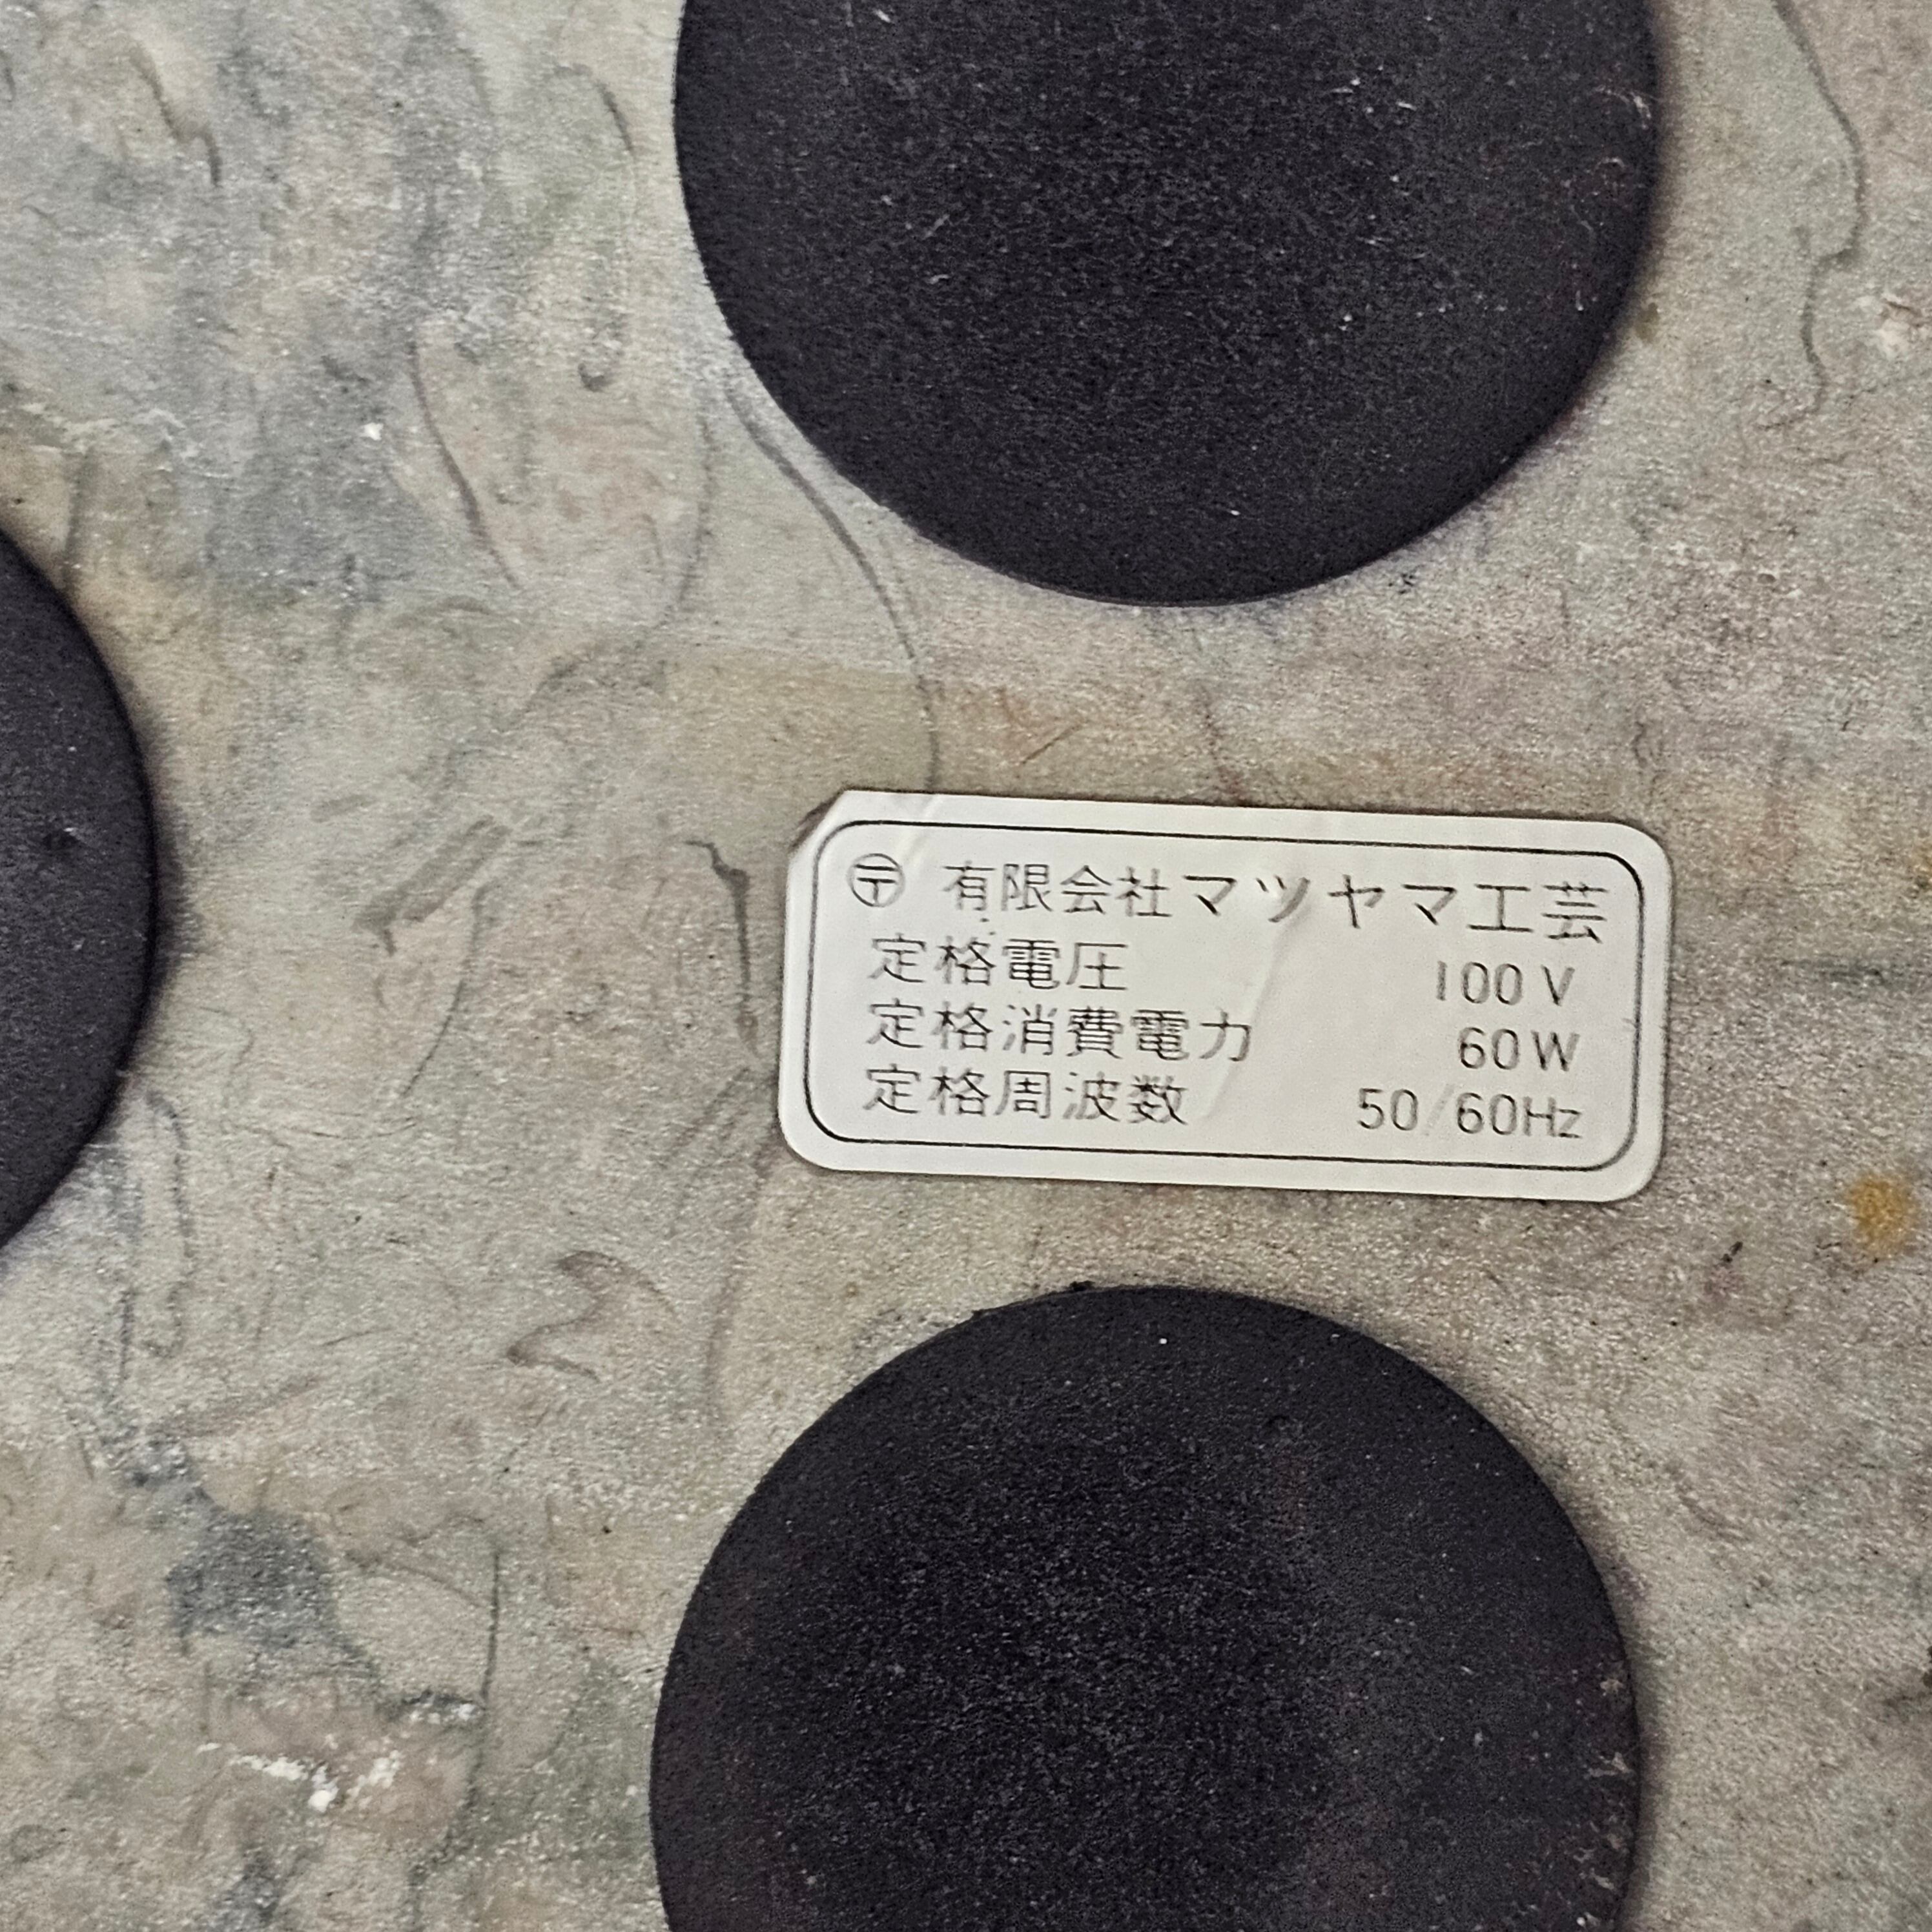 〶 有限会社マツヤマ工芸
定格電圧 100V
定格消費電力 60W
定格周波数 50/60Hz